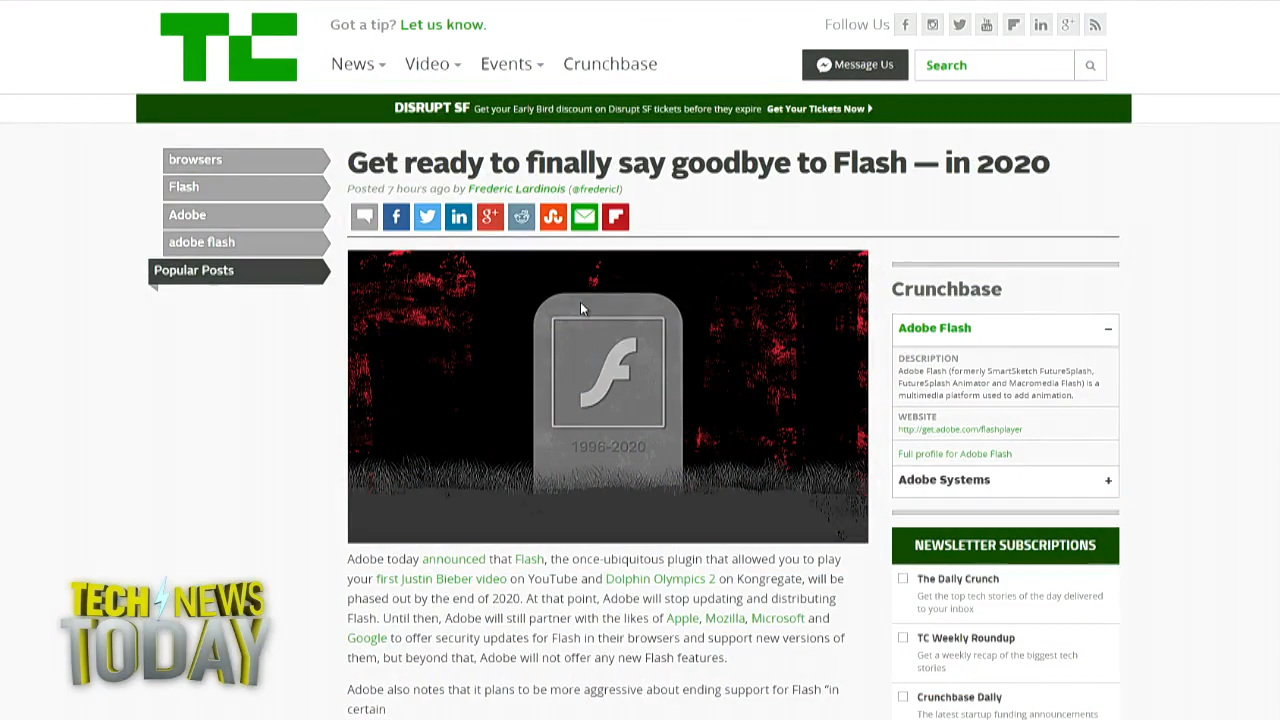 TC
Got a tip? Let us know.
Follow Us
News
Video
Events
Crunchbase
Message Us
Search
DISRUPT SF Get your Early Bird discount on Disrupt SF tickets before they expire Get Your Tickets Now
browsers
Flash
Adobe
adobe flash
Popular Posts
Get ready to finally say goodbye to Flash — in 2020
Posted 7 hours ago by Frederic Lardinois (@fredericl)
1996-2020
Adobe today announced that Flash, the once-ubiquitous plugin that allowed you to play
your first Justin Bieber video on YouTube and Dolphin Olympics 2 on Kongregate, will be
phased out by the end of 2020. At that point, Adobe will stop updating and distributing
Flash. Until then, Adobe will still partner with the likes of Apple, Mozilla, Microsoft and
Google to offer security updates for Flash in their browsers and support new versions of
them, but beyond that, Adobe will not offer any new Flash features.
Adobe also notes that it plans to be more aggressive about ending support for Flash “in
certain
Crunchbase
Adobe Flash –
DESCRIPTION
Adobe Flash (formerly SmartSketch FutureSplash,
FutureSplash Animator and Macromedia Flash) is a
multimedia platform used to add animation.
WEBSITE
http://get.adobe.com/flashplayer
Full profile for Adobe Flash
Adobe Systems +
NEWSLETTER SUBSCRIPTIONS
The Daily Crunch
Get the top tech stories of the day delivered
to your inbox
TC Weekly Roundup
Get a weekly recap of the biggest tech
stories
Crunchbase Daily
The latest startup funding announcements
TECH NEWS
TODAY